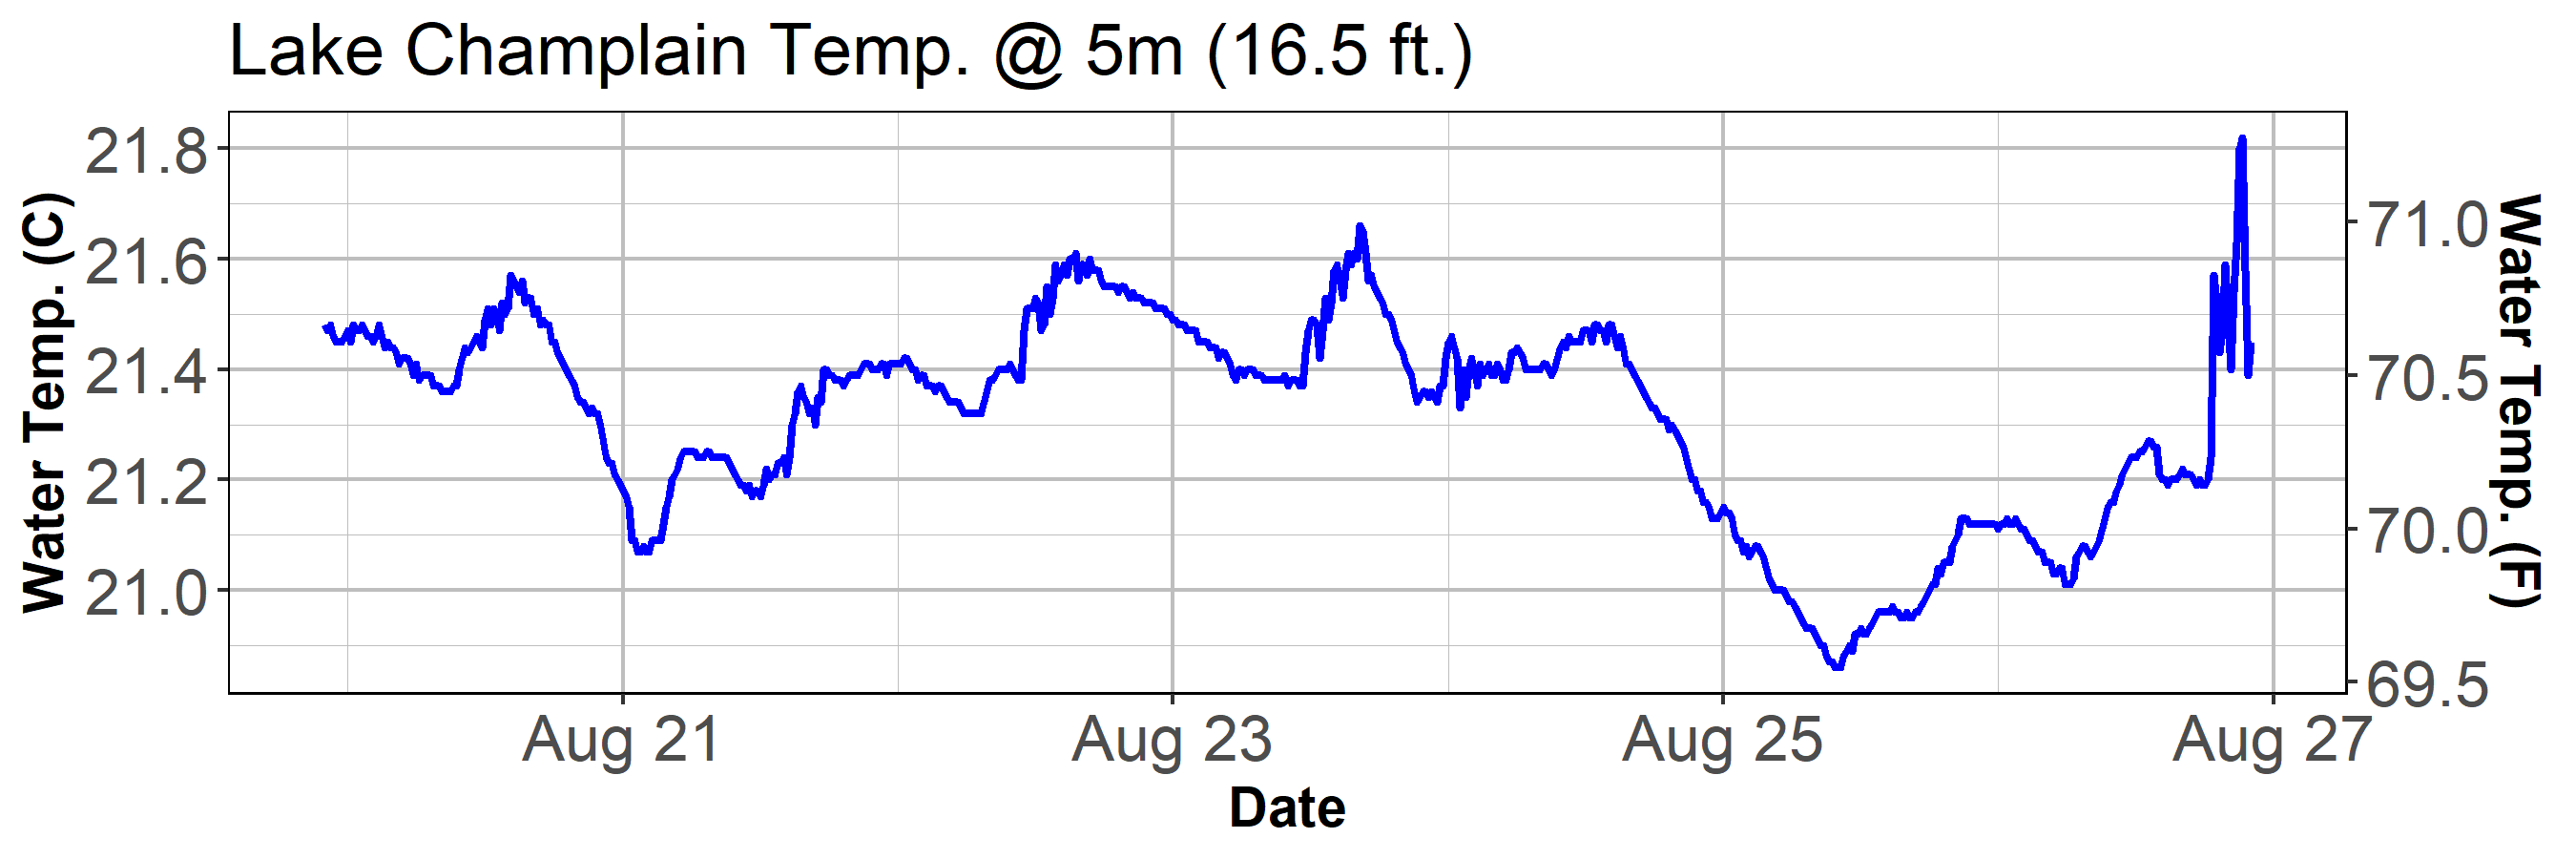 Lake Champlain Temp. @ 5m (16.5 ft.)
Water Temp. (C)
21.8
21.6
21.4
21.2
21.0
71.0
70.5
70.0
69.5
Water Temp. (F)
Aug 21 Aug 23 Aug 25 Aug 27
Date